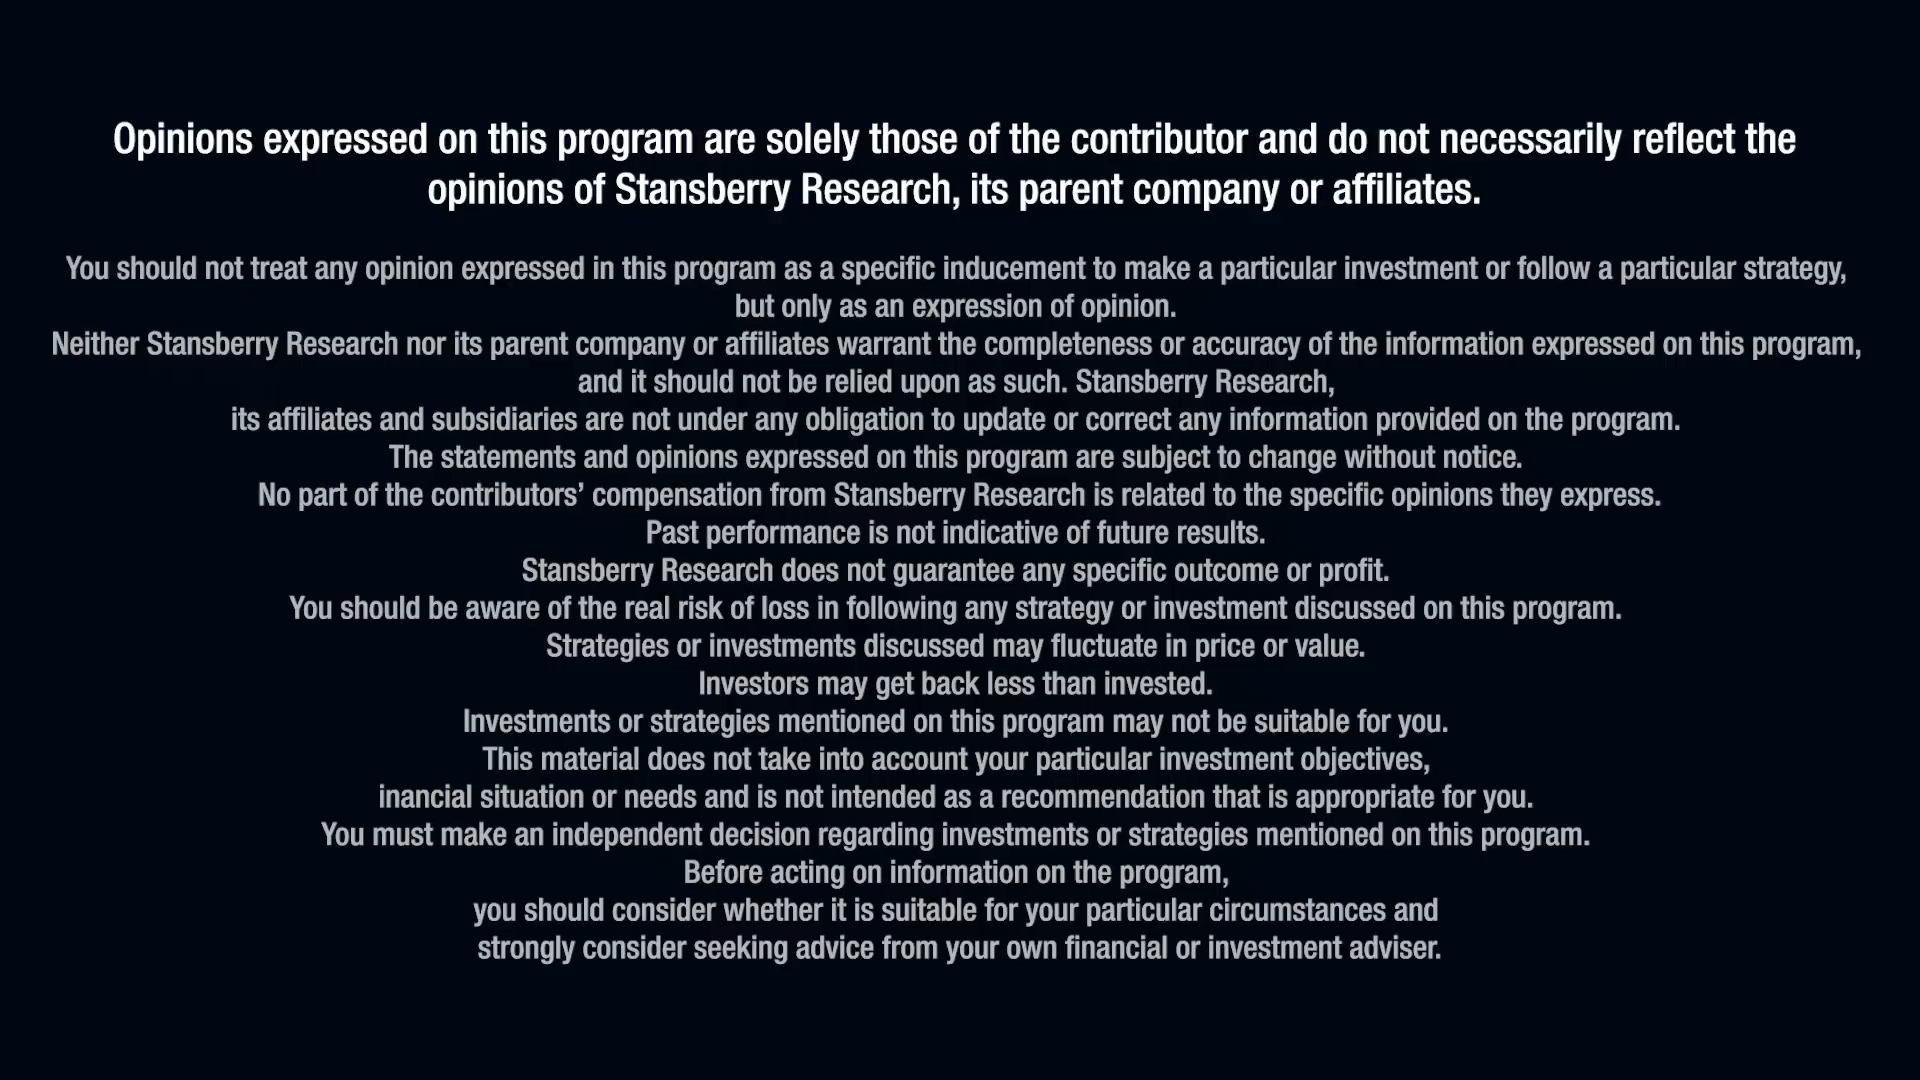 Opinions expressed on this program are solely those of the contributor and do not necessarily reflect the
opinions of Stansberry Research, its parent company or affiliates.
You should not treat any opinion expressed in this program as a specific inducement to make a particular investment or follow a particular strategy,
but only as an expression of opinion.
Neither Stansberry Research nor its parent company or affiliates warrant the completeness or accuracy of the information expressed on this program,
and it should not be relied upon as such. Stansberry Research,
its affiliates and subsidiaries are not under any obligation to update or correct any information provided on the program.
The statements and opinions expressed on this program are subject to change without notice.
No part of the contributors’ compensation from Stansberry Research is related to the specific opinions they express.
Past performance is not indicative of future results.
Stansberry Research does not guarantee any specific outcome or profit.
You should be aware of the real risk of loss in following any strategy or investment discussed on this program.
Strategies or investments discussed may fluctuate in price or value.
Investors may get back less than invested.
Investments or strategies mentioned on this program may not be suitable for you.
This material does not take into account your particular investment objectives,
inancial situation or needs and is not intended as a recommendation that is appropriate for you.
You must make an independent decision regarding investments or strategies mentioned on this program.
Before acting on information on the program,
you should consider whether it is suitable for your particular circumstances and
strongly consider seeking advice from your own financial or investment adviser.